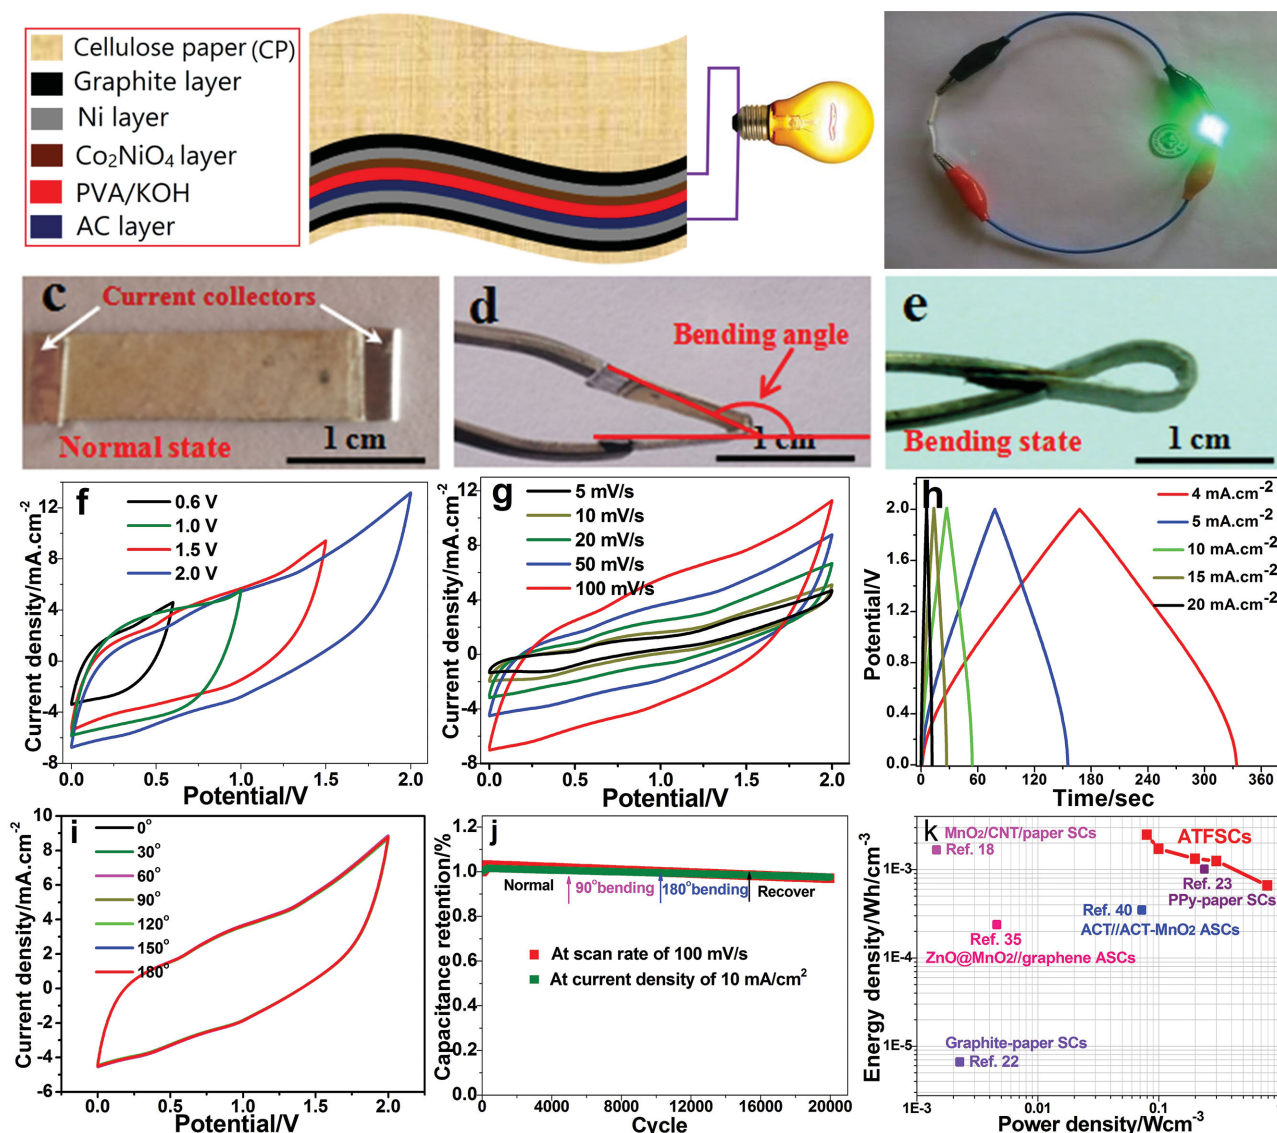 Cellulose paper (CP)
Graphite layer
Ni layer
Co₂NiO₄ layer
PVA/KOH
AC layer
c
Current collectors
Normal state
1 cm
d
Bending angle
1 cm
e
Bending state
1 cm
f
0.6 V
1.0 V
1.5 V
2.0 V
Current density/mA.cm⁻²
12
8
4
0
-4
-8
0.0
0.5
1.0
1.5
2.0
Potential/V
g
5 mV/s
10 mV/s
20 mV/s
50 mV/s
100 mV/s
Current density/mA.cm⁻²
12
8
4
0
-4
-8
0.0
0.5
1.0
1.5
2.0
Potential/V
h
4 mA.cm⁻²
5 mA.cm⁻²
10 mA.cm⁻²
15 mA.cm⁻²
20 mA.cm⁻²
Potential/V
2.0
1.6
1.2
0.8
0.4
0.0
0
60
120
180
240
300
360
Time/sec
i
0°
30°
60°
90°
120°
150°
180°
Current density/mA.cm⁻²
10
8
6
4
2
0
-2
-4
-6
0.0
0.5
1.0
1.5
2.0
Potential/V
j
Capacitance retention/%
1.2
1.0
0.8
0.6
0.4
0.2
0.0
Normal
90°bending
180°bending
Recover
At scan rate of 100 mV/s
At current density of 10 mA/cm²
0
4000
8000
12000
16000
20000
Cycle
k
MnO₂/CNT/paper SCs
Ref. 18
ATFSCs
Ref. 23
PPy-paper SCs
Ref. 40
ACT//ACT-MnO₂ ASCs
Ref. 35
ZnO@MnO₂//graphene ASCs
Graphite-paper SCs
Ref. 22
Energy density/Wh/cm⁻³
1E-3
1E-4
1E-5
1E-3
0.01
0.1
Power density/Wcm⁻³